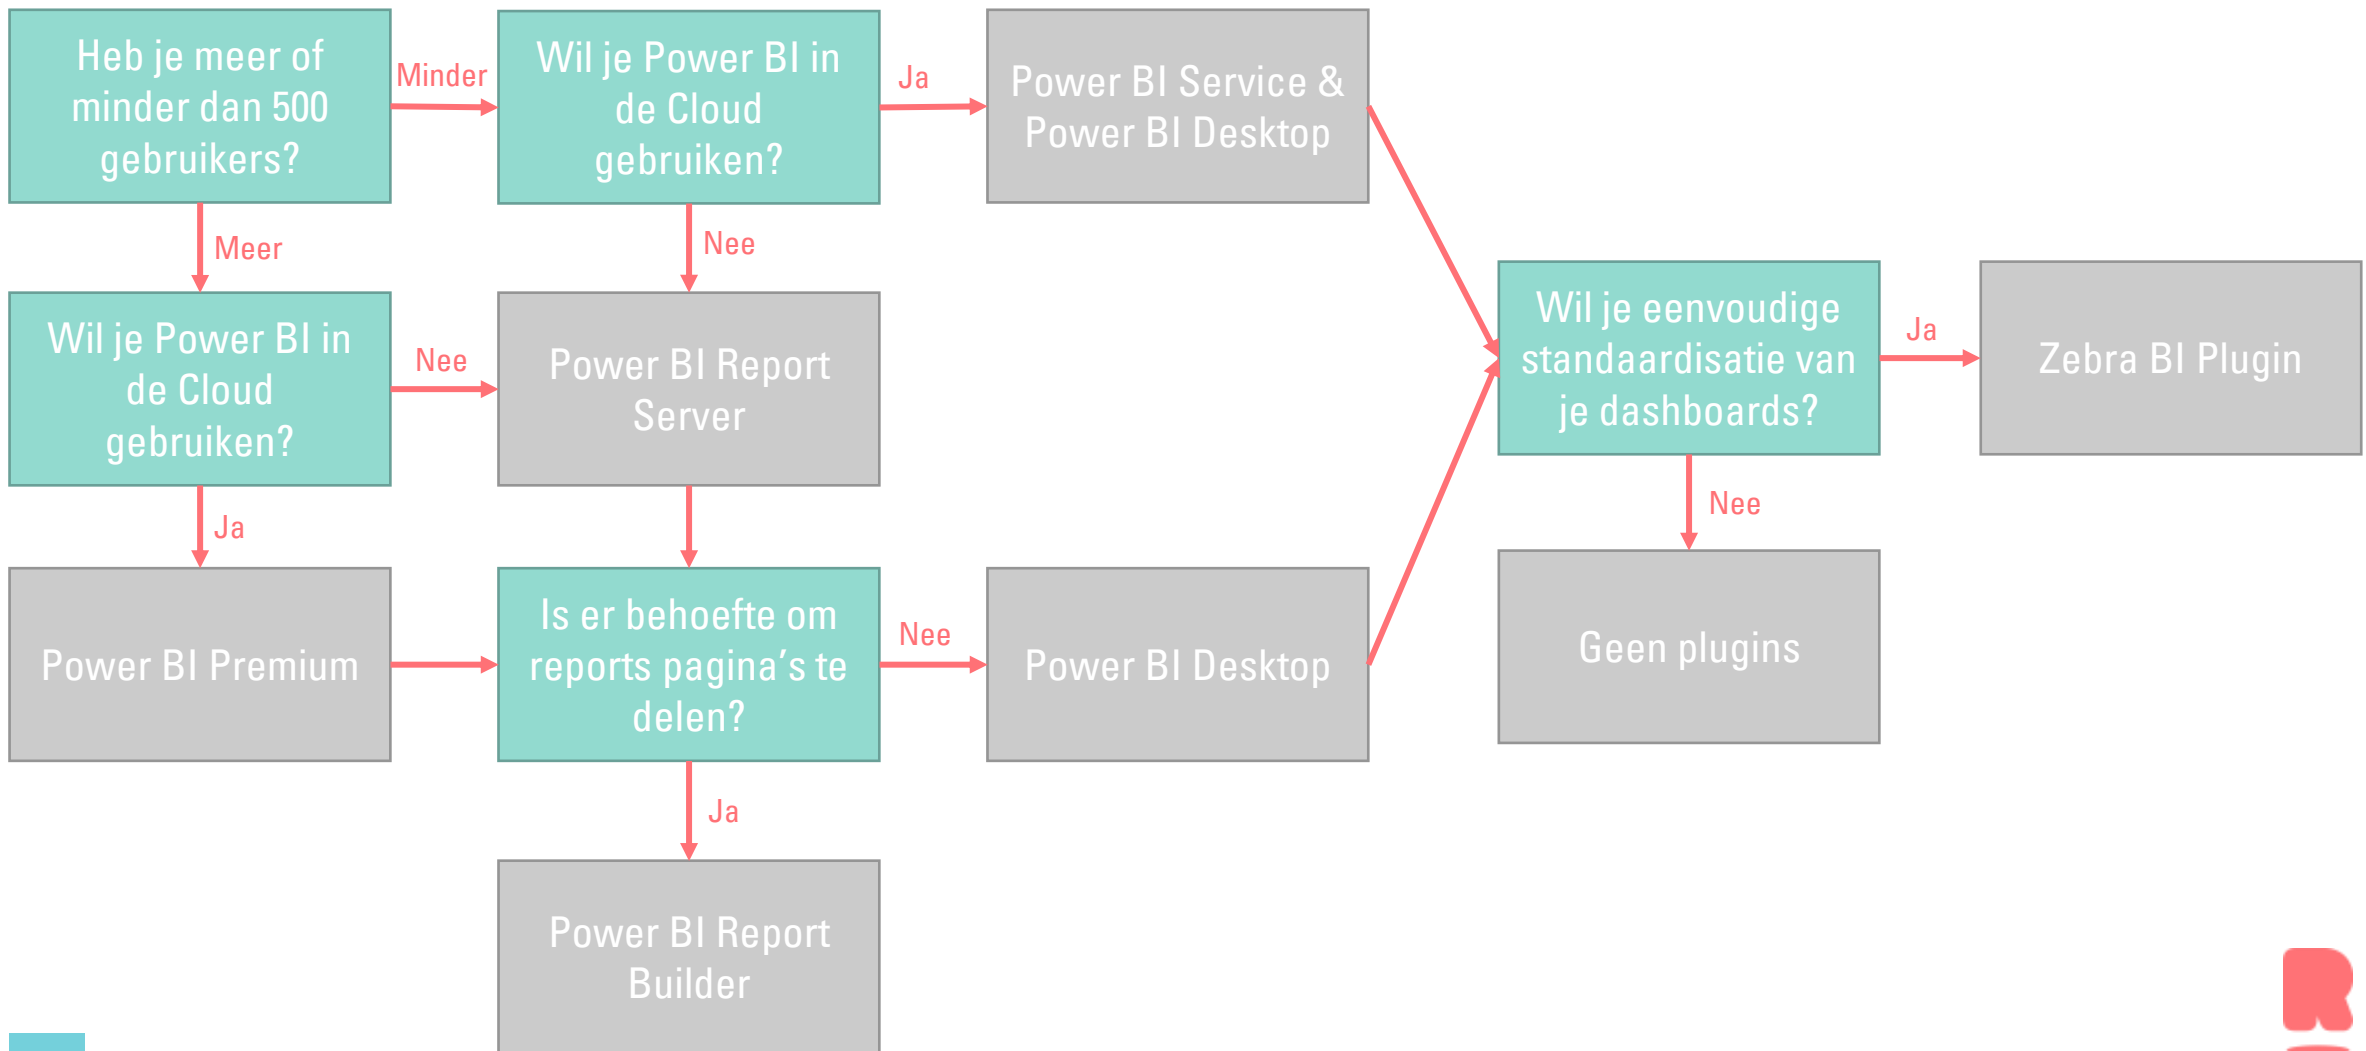 Heb je meer of
minder dan 500
gebruikers?
Minder
Wil je Power BI in
de Cloud
gebruiken?
Ja
Power BI Service &
Power BI Desktop
Meer
Nee
Wil je Power BI in
de Cloud
gebruiken?
Nee
Power BI Report
Server
Wil je eenvoudige
standaardisatie van
je dashboards?
Ja
Zebra BI Plugin
Ja
Nee
Power BI Premium
Is er behoefte om
reports pagina's te
delen?
Nee
Power BI Desktop
Geen plugins
Ja
Power BI Report
Builder
R